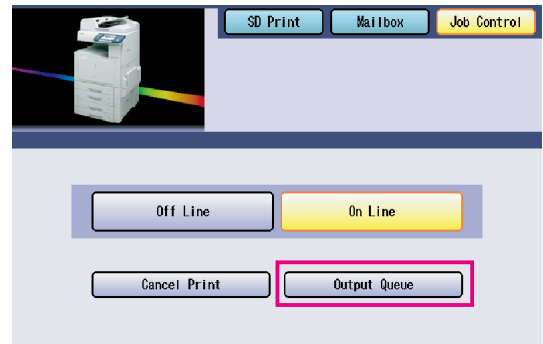 SD Print Mailbox Job Control
Off Line On Line
Cancel Print Output Queue